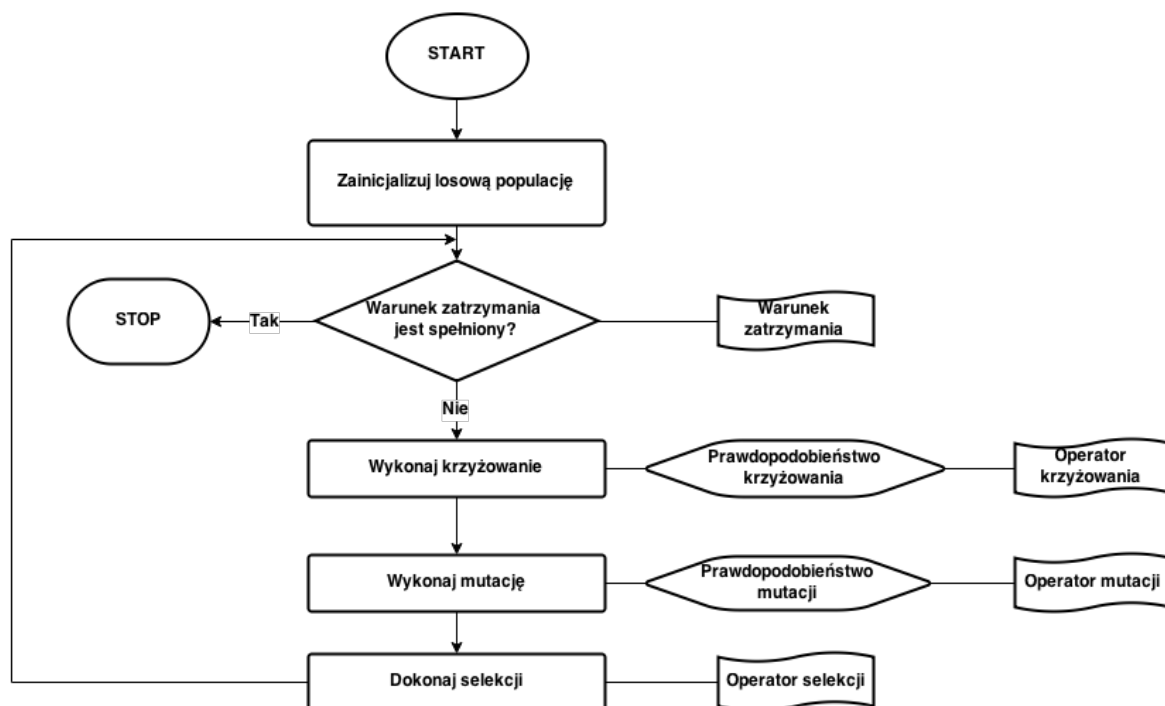 START
Zainicjalizuj losową populację
Warunek zatrzymania
jest spełniony?
STOP
Tak
Warunek
zatrzymania
Nie
Wykonaj krzyżowanie
Prawdopodobieństwo
krzyżowania
Operator
krzyżowania
Wykonaj mutację
Prawdopodobieństwo
mutacji
Operator mutacji
Dokonaj selekcji
Operator selekcji